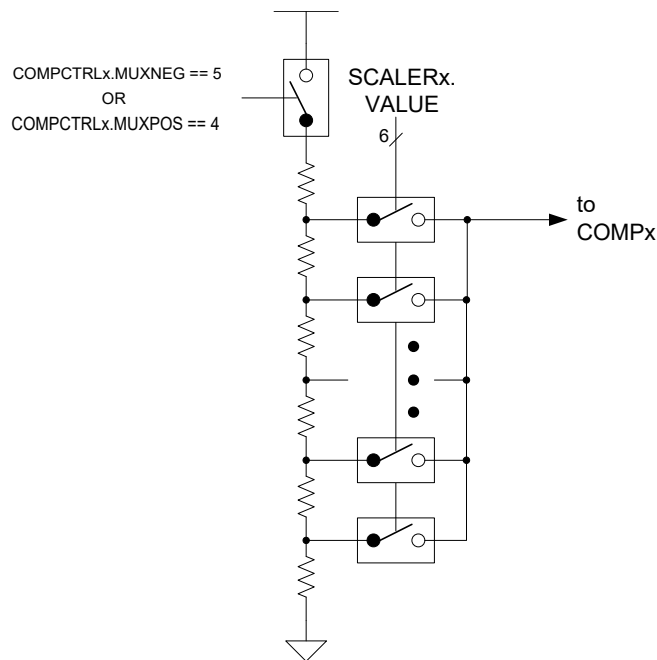 COMPCTRLx.MUXNEG == 5
OR
COMPCTRLx.MUXPOS == 4
SCALERx.
VALUE
6
to
COMPx